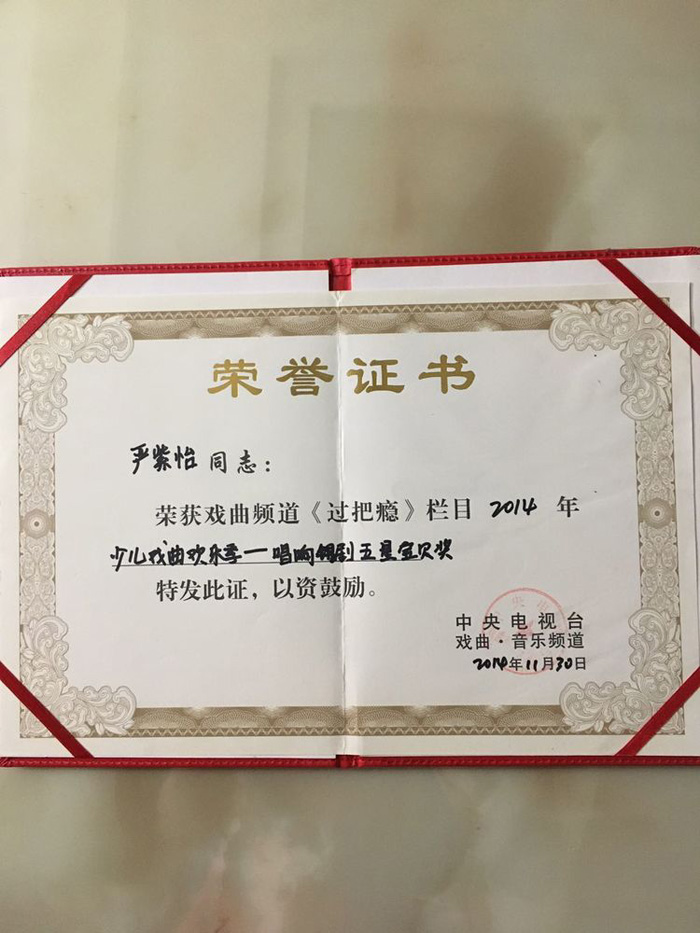 荣誉证书
严紫怡同志：
荣获戏曲频道《过把瘾》栏目 2014 年
少儿戏曲欢乐季一唱响锡剧五星宝贝奖
特发此证，以资鼓励。
中央电视台
戏曲·音乐频道
2014年11月30日